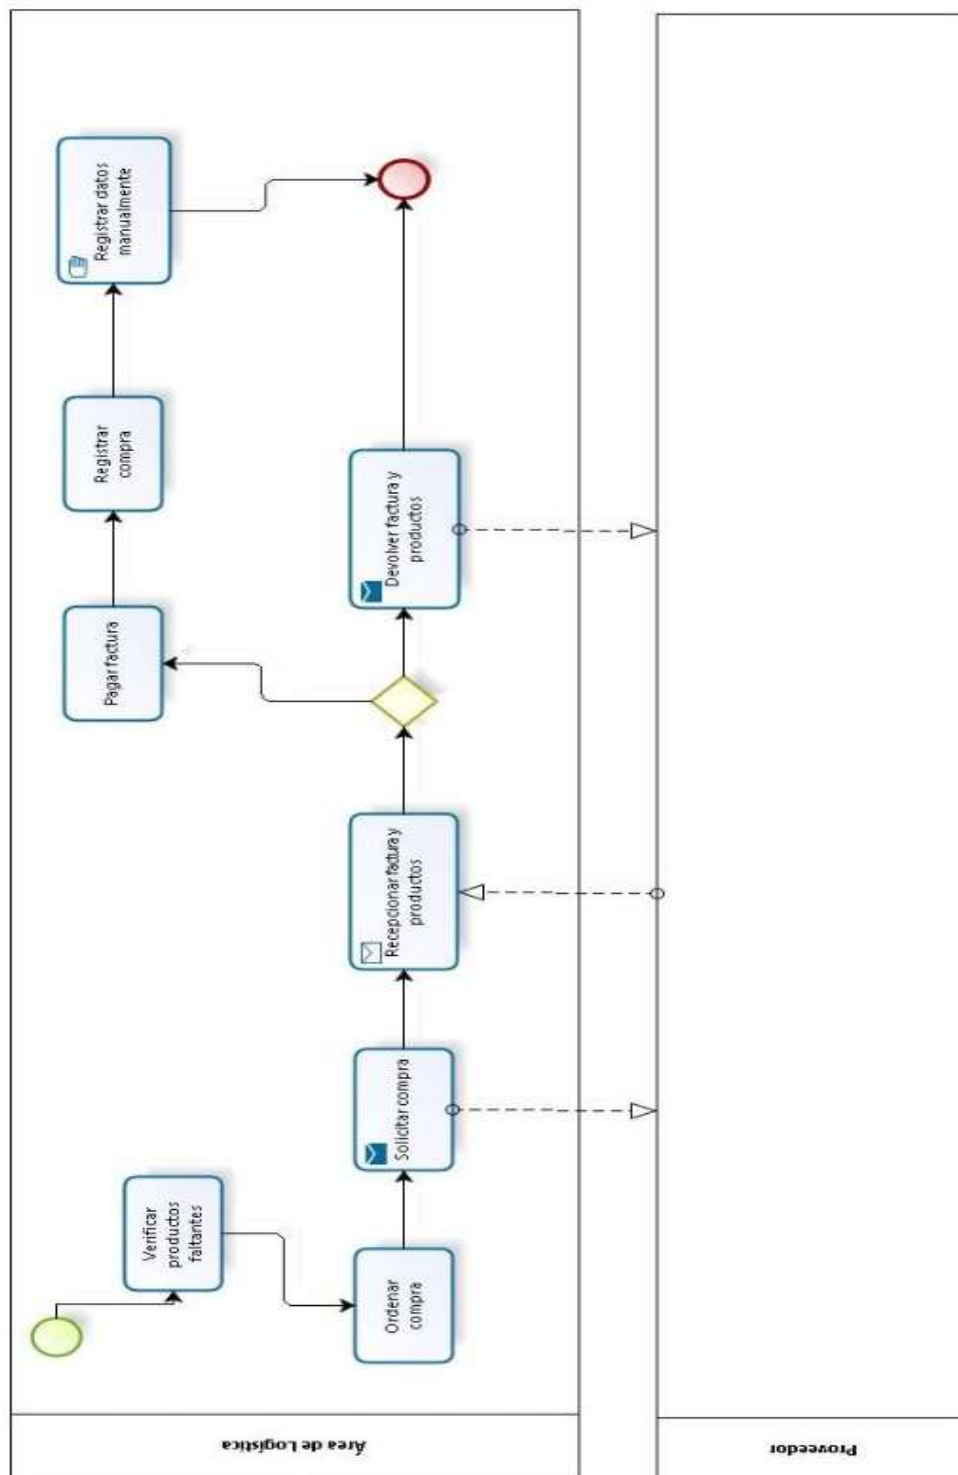 Área de Logística
Verificar
productos
faltantes
Ordenar
compra
Solicitar compra
Recepcionar factura y
productos
Pagar factura
Registrar
compra
Registrar datos
manualmente
Devolver factura y
productos
Proveedor